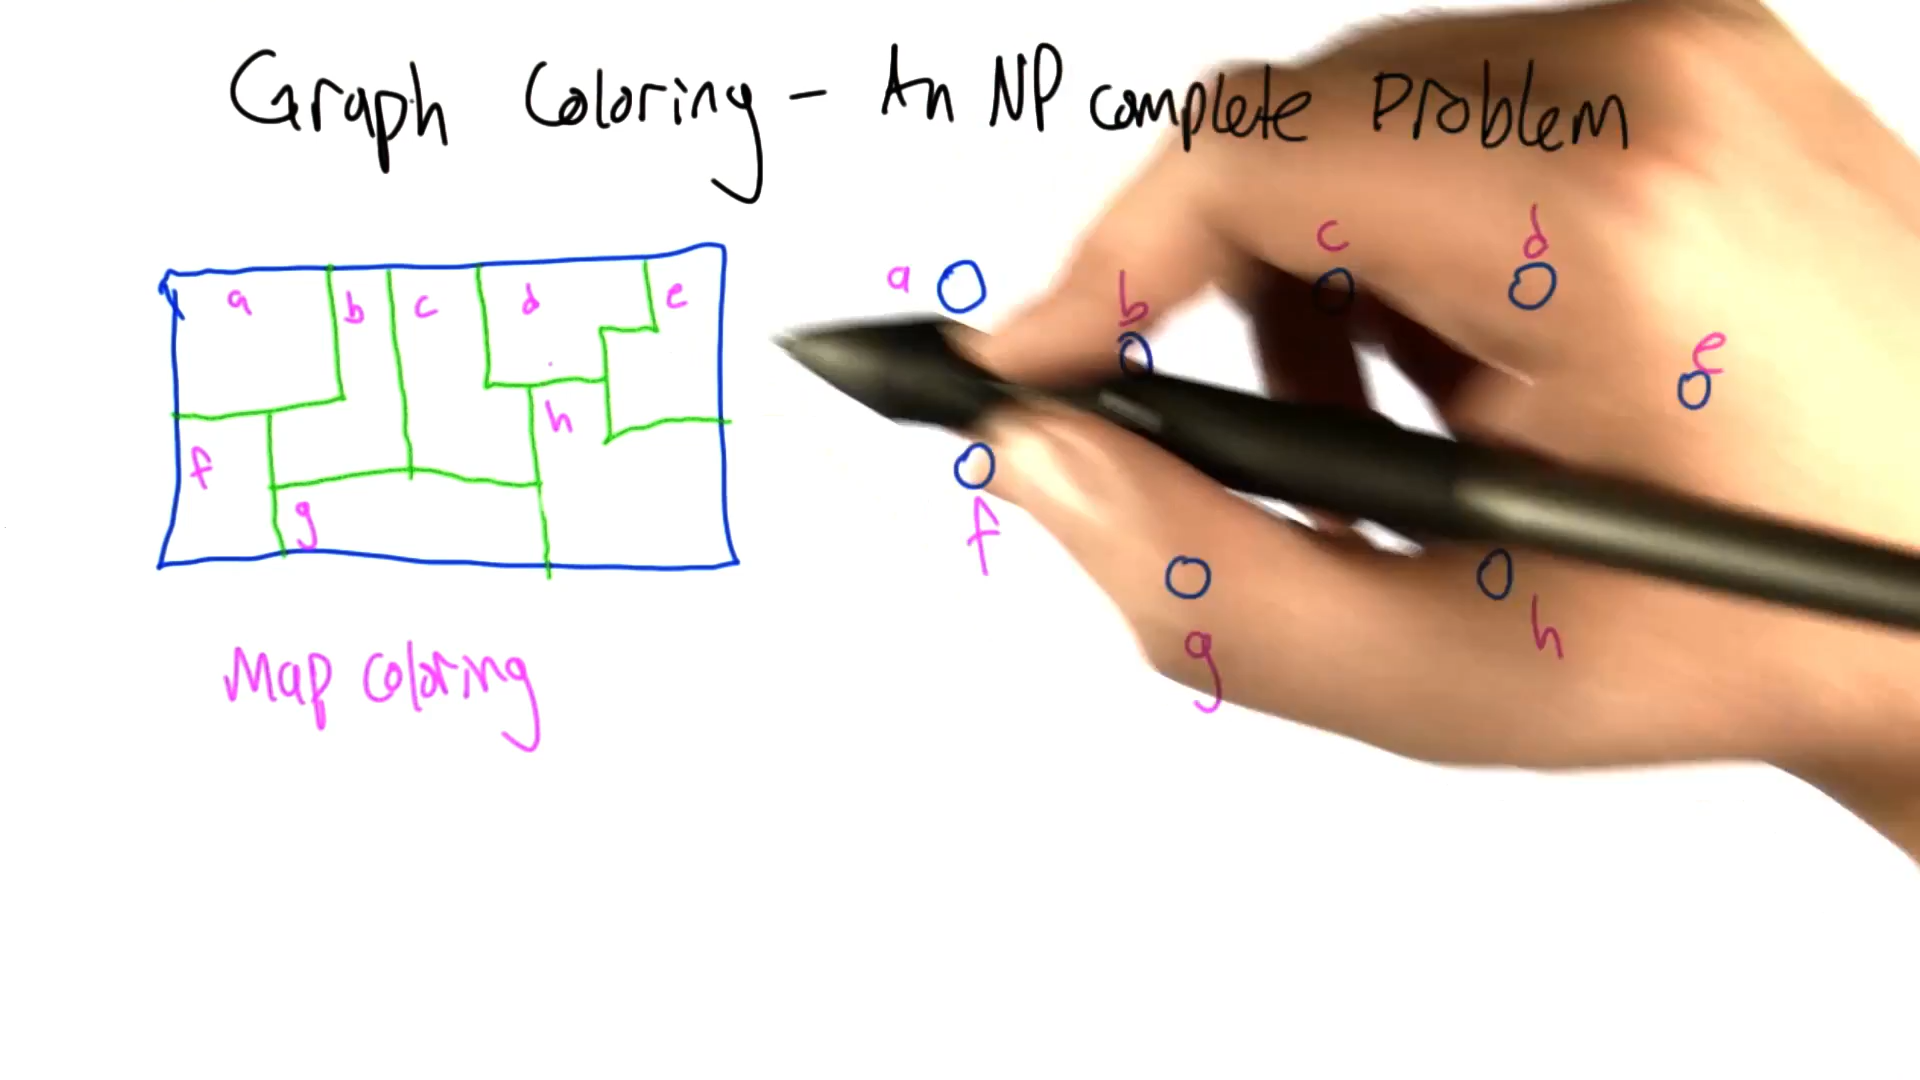 Graph Coloring - An NP complete Problem
a b c d e
h
f
g
Map Coloring
a
b
c
d
e
f
g
h